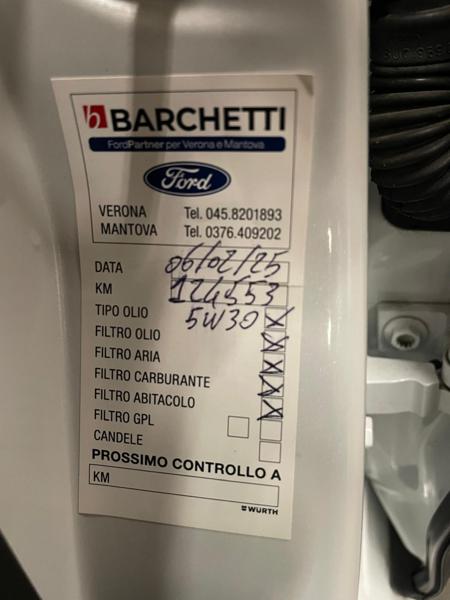 b BARCHETTI
FordPartner per Verona e Mantova
Ford
VERONA Tel. 045.8201893
MANTOVA Tel. 0376.409202
DATA 06/02/25
KM 124553
TIPO OLIO 5W30 X
FILTRO OLIO X
FILTRO ARIA X
FILTRO CARBURANTE X
FILTRO ABITACOLO X
FILTRO GPL
CANDELE
PROSSIMO CONTROLLO A
KM
WÜRTH